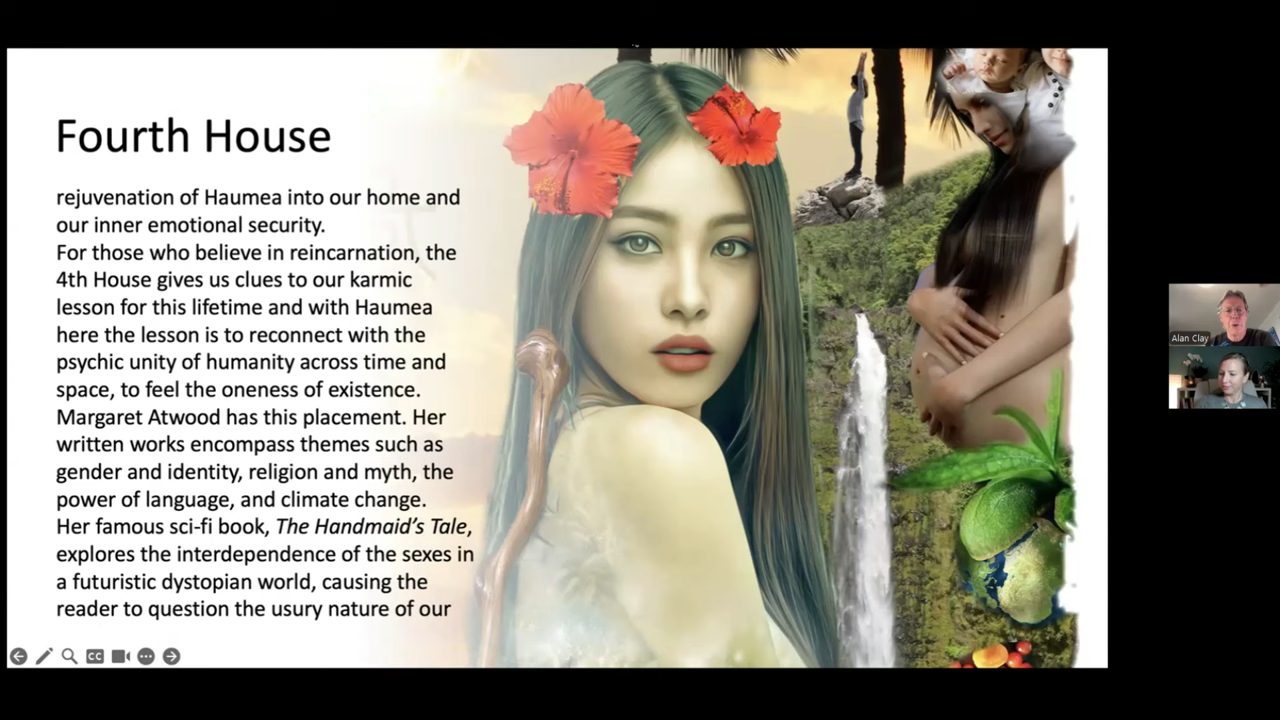 Fourth House
rejuvenation of Haumea into our home and
our inner emotional security.
For those who believe in reincarnation, the
4th House gives us clues to our karmic
lesson for this lifetime and with Haumea
here the lesson is to reconnect with the
psychic unity of humanity across time and
space, to feel the oneness of existence.
Margaret Atwood has this placement. Her
written works encompass themes such as
gender and identity, religion and myth, the
power of language, and climate change.
Her famous sci-fi book, The Handmaid's Tale,
explores the interdependence of the sexes in
a futuristic dystopian world, causing the
reader to question the usury nature of our
CC
Alan Clay